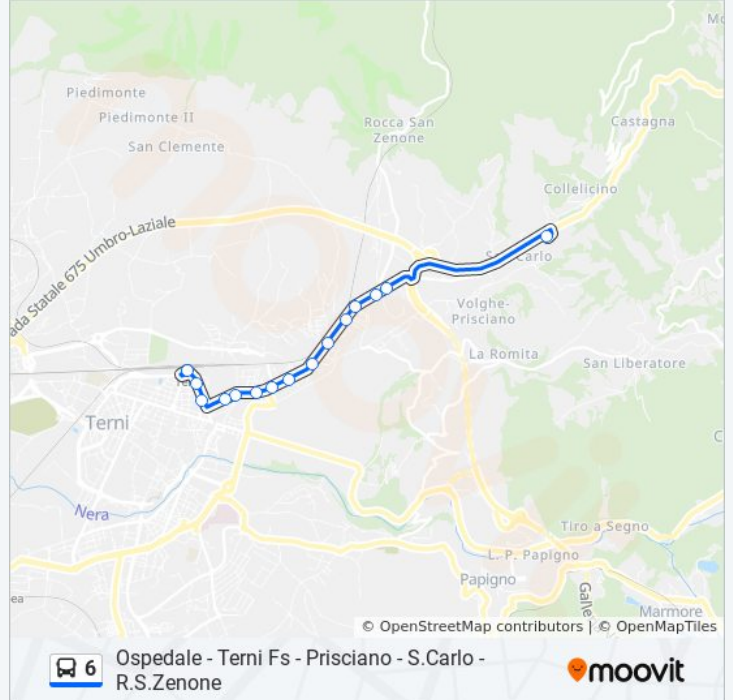 Mo
Piedimonte
Piedimonte II
San Clemente
Rocca San
Zenone
Castagna
Collelicino
ada Statale 675 Umbro-Laziale
S. Carlo
Volghe-
Prisciano
La Romita
San Liberatore
Te
Terni
C
Nera
Tiro a Segno
L. P. Papigno
Papigno
Galle
Marmore
ea
© OpenStreetMap contributors | © OpenMapTiles
6
Ospedale - Terni Fs - Prisciano - S.Carlo -
R.S.Zenone
moovit